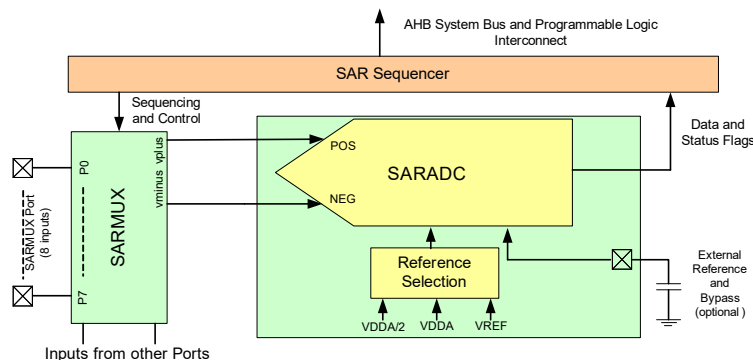 AHB System Bus and Programmable Logic
Interconnect
SAR Sequencer
Sequencing
and Control
Data and
Status Flags
vminus vplus
P0
SARMUX
SARMUX Port
(8 inputs)
P7
POS
SARADC
NEG
Reference
Selection
External
Reference
and
Bypass
(optional )
VDDA/2 VDDA VREF
Inputs from other Ports